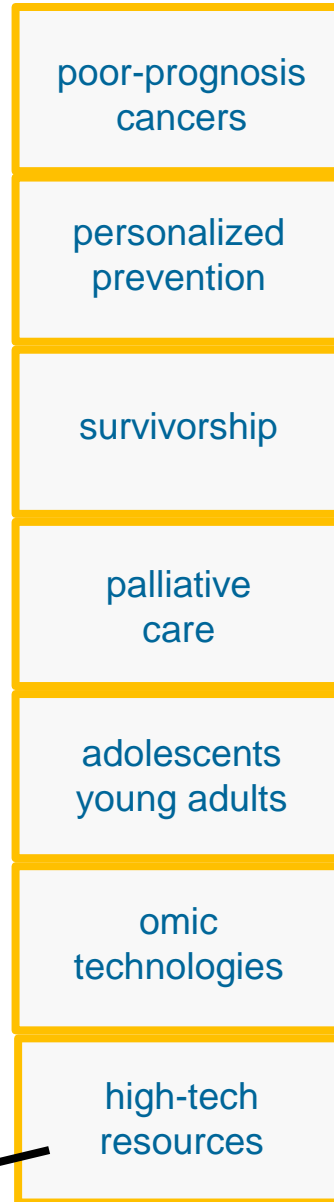 poor-prognosis
cancers
personalized
prevention
survivorship
palliative
care
adolescents
young adults
omic
technologies
high-tech
resources